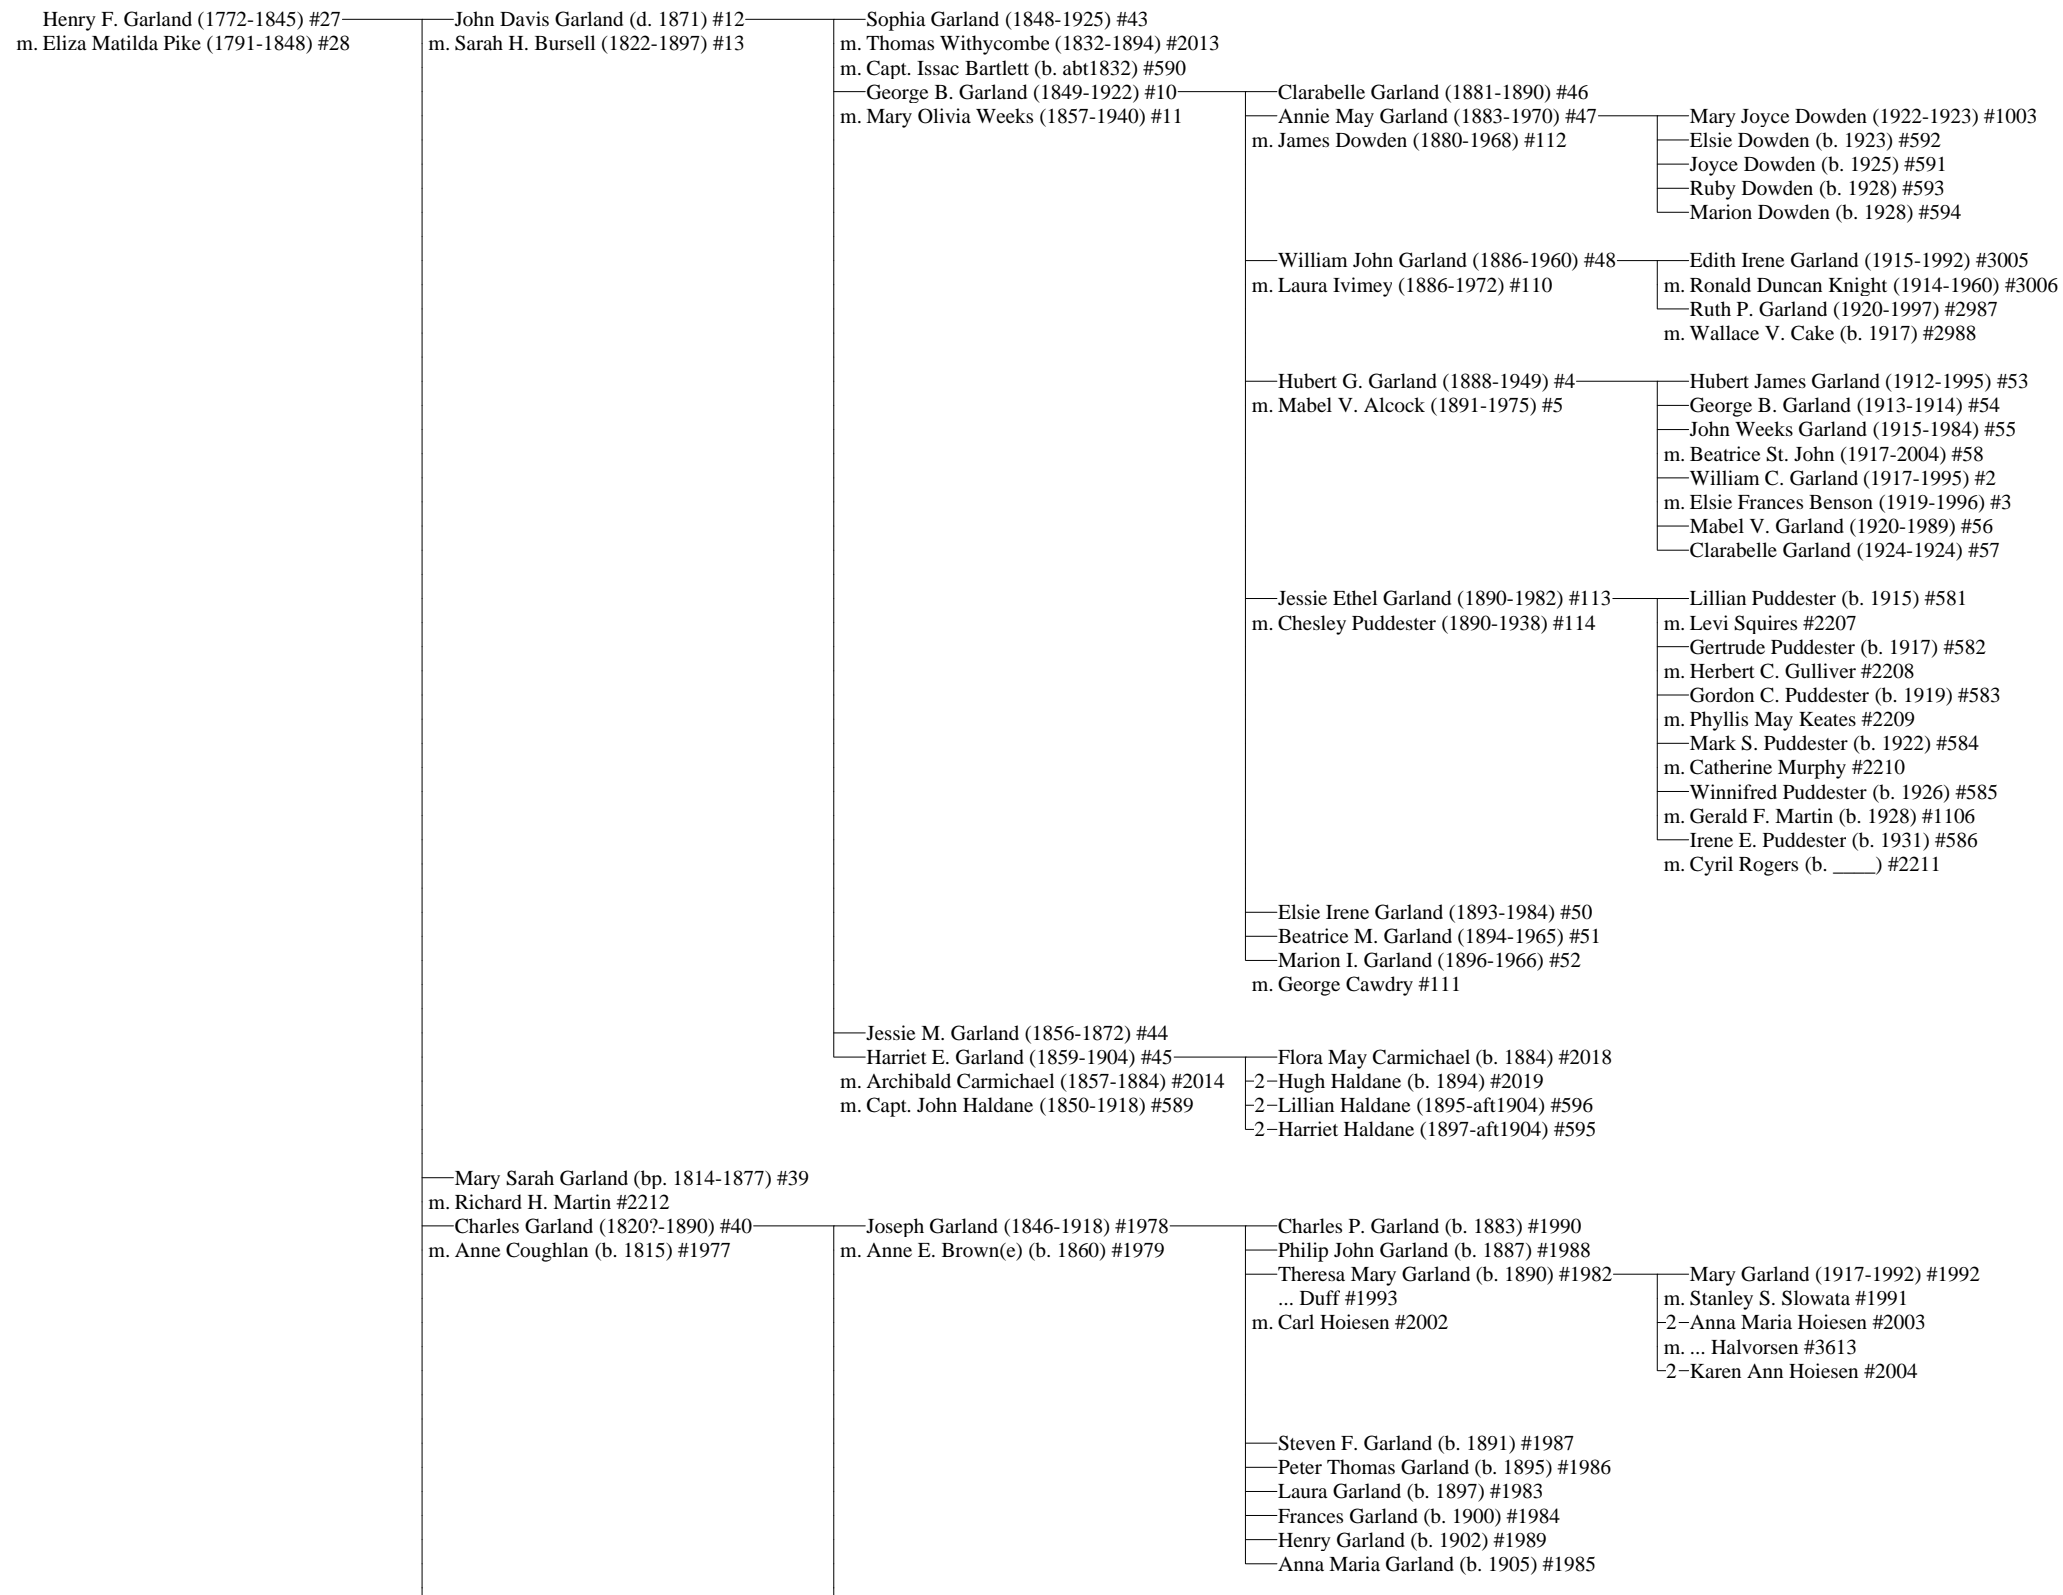 Henry F. Garland (1772-1845) #27 John Davis Garland (d. 1871) #12 Sophia Garland (1848-1925) #43
m. Eliza Matilda Pike (1791-1848) #28 m. Sarah H. Bursell (1822-1897) #13 m. Thomas Withycombe (1832-1894) #2013
m. Capt. Issac Bartlett (b. abt1832) #590
George B. Garland (1849-1922) #10 Clarabelle Garland (1881-1890) #46
m. Mary Olivia Weeks (1857-1940) #11 Annie May Garland (1883-1970) #47 Mary Joyce Dowden (1922-1923) #1003
m. James Dowden (1880-1968) #112 Elsie Dowden (b. 1923) #592
Joyce Dowden (b. 1925) #591
Ruby Dowden (b. 1928) #593
Marion Dowden (b. 1928) #594
William John Garland (1886-1960) #48 Edith Irene Garland (1915-1992) #3005
m. Laura Ivimey (1886-1972) #110 m. Ronald Duncan Knight (1914-1960) #3006
Ruth P. Garland (1920-1997) #2987
m. Wallace V. Cake (b. 1917) #2988
Hubert G. Garland (1888-1949) #4 Hubert James Garland (1912-1995) #53
m. Mabel V. Alcock (1891-1975) #5 George B. Garland (1913-1914) #54
John Weeks Garland (1915-1984) #55
m. Beatrice St. John (1917-2004) #58
William C. Garland (1917-1995) #2
m. Elsie Frances Benson (1919-1996) #3
Mabel V. Garland (1920-1989) #56
Clarabelle Garland (1924-1924) #57
Jessie Ethel Garland (1890-1982) #113 Lillian Puddester (b. 1915) #581
m. Chesley Puddester (1890-1938) #114 m. Levi Squires #2207
Gertrude Puddester (b. 1917) #582
m. Herbert C. Gulliver #2208
Gordon C. Puddester (b. 1919) #583
m. Phyllis May Keates #2209
Mark S. Puddester (b. 1922) #584
m. Catherine Murphy #2210
Winnifred Puddester (b. 1926) #585
m. Gerald F. Martin (b. 1928) #1106
Irene E. Puddester (b. 1931) #586
m. Cyril Rogers (b. ____) #2211
Elsie Irene Garland (1893-1984) #50
Beatrice M. Garland (1894-1965) #51
Marion I. Garland (1896-1966) #52
m. George Cawdry #111
Jessie M. Garland (1856-1872) #44
Harriet E. Garland (1859-1904) #45 Flora May Carmichael (b. 1884) #2018
m. Archibald Carmichael (1857-1884) #2014 2 Hugh Haldane (b. 1894) #2019
m. Capt. John Haldane (1850-1918) #589 2 Lillian Haldane (1895-aft1904) #596
2 Harriet Haldane (1897-aft1904) #595
Mary Sarah Garland (bp. 1814-1877) #39
m. Richard H. Martin #2212
Charles Garland (1820?-1890) #40 Joseph Garland (1846-1918) #1978 Charles P. Garland (b. 1883) #1990
m. Anne Coughlan (b. 1815) #1977 m. Anne E. Brown(e) (b. 1860) #1979 Philip John Garland (b. 1887) #1988
Theresa Mary Garland (b. 1890) #1982 Mary Garland (1917-1992) #1992
... Duff #1993 m. Stanley S. Slowata #1991
m. Carl Hoiesen #2002 2 Anna Maria Hoiesen #2003
m. ... Halvorsen #3613
2 Karen Ann Hoiesen #2004
Steven F. Garland (b. 1891) #1987
Peter Thomas Garland (b. 1895) #1986
Laura Garland (b. 1897) #1983
Frances Garland (b. 1900) #1984
Henry Garland (b. 1902) #1989
Anna Maria Garland (b. 1905) #1985